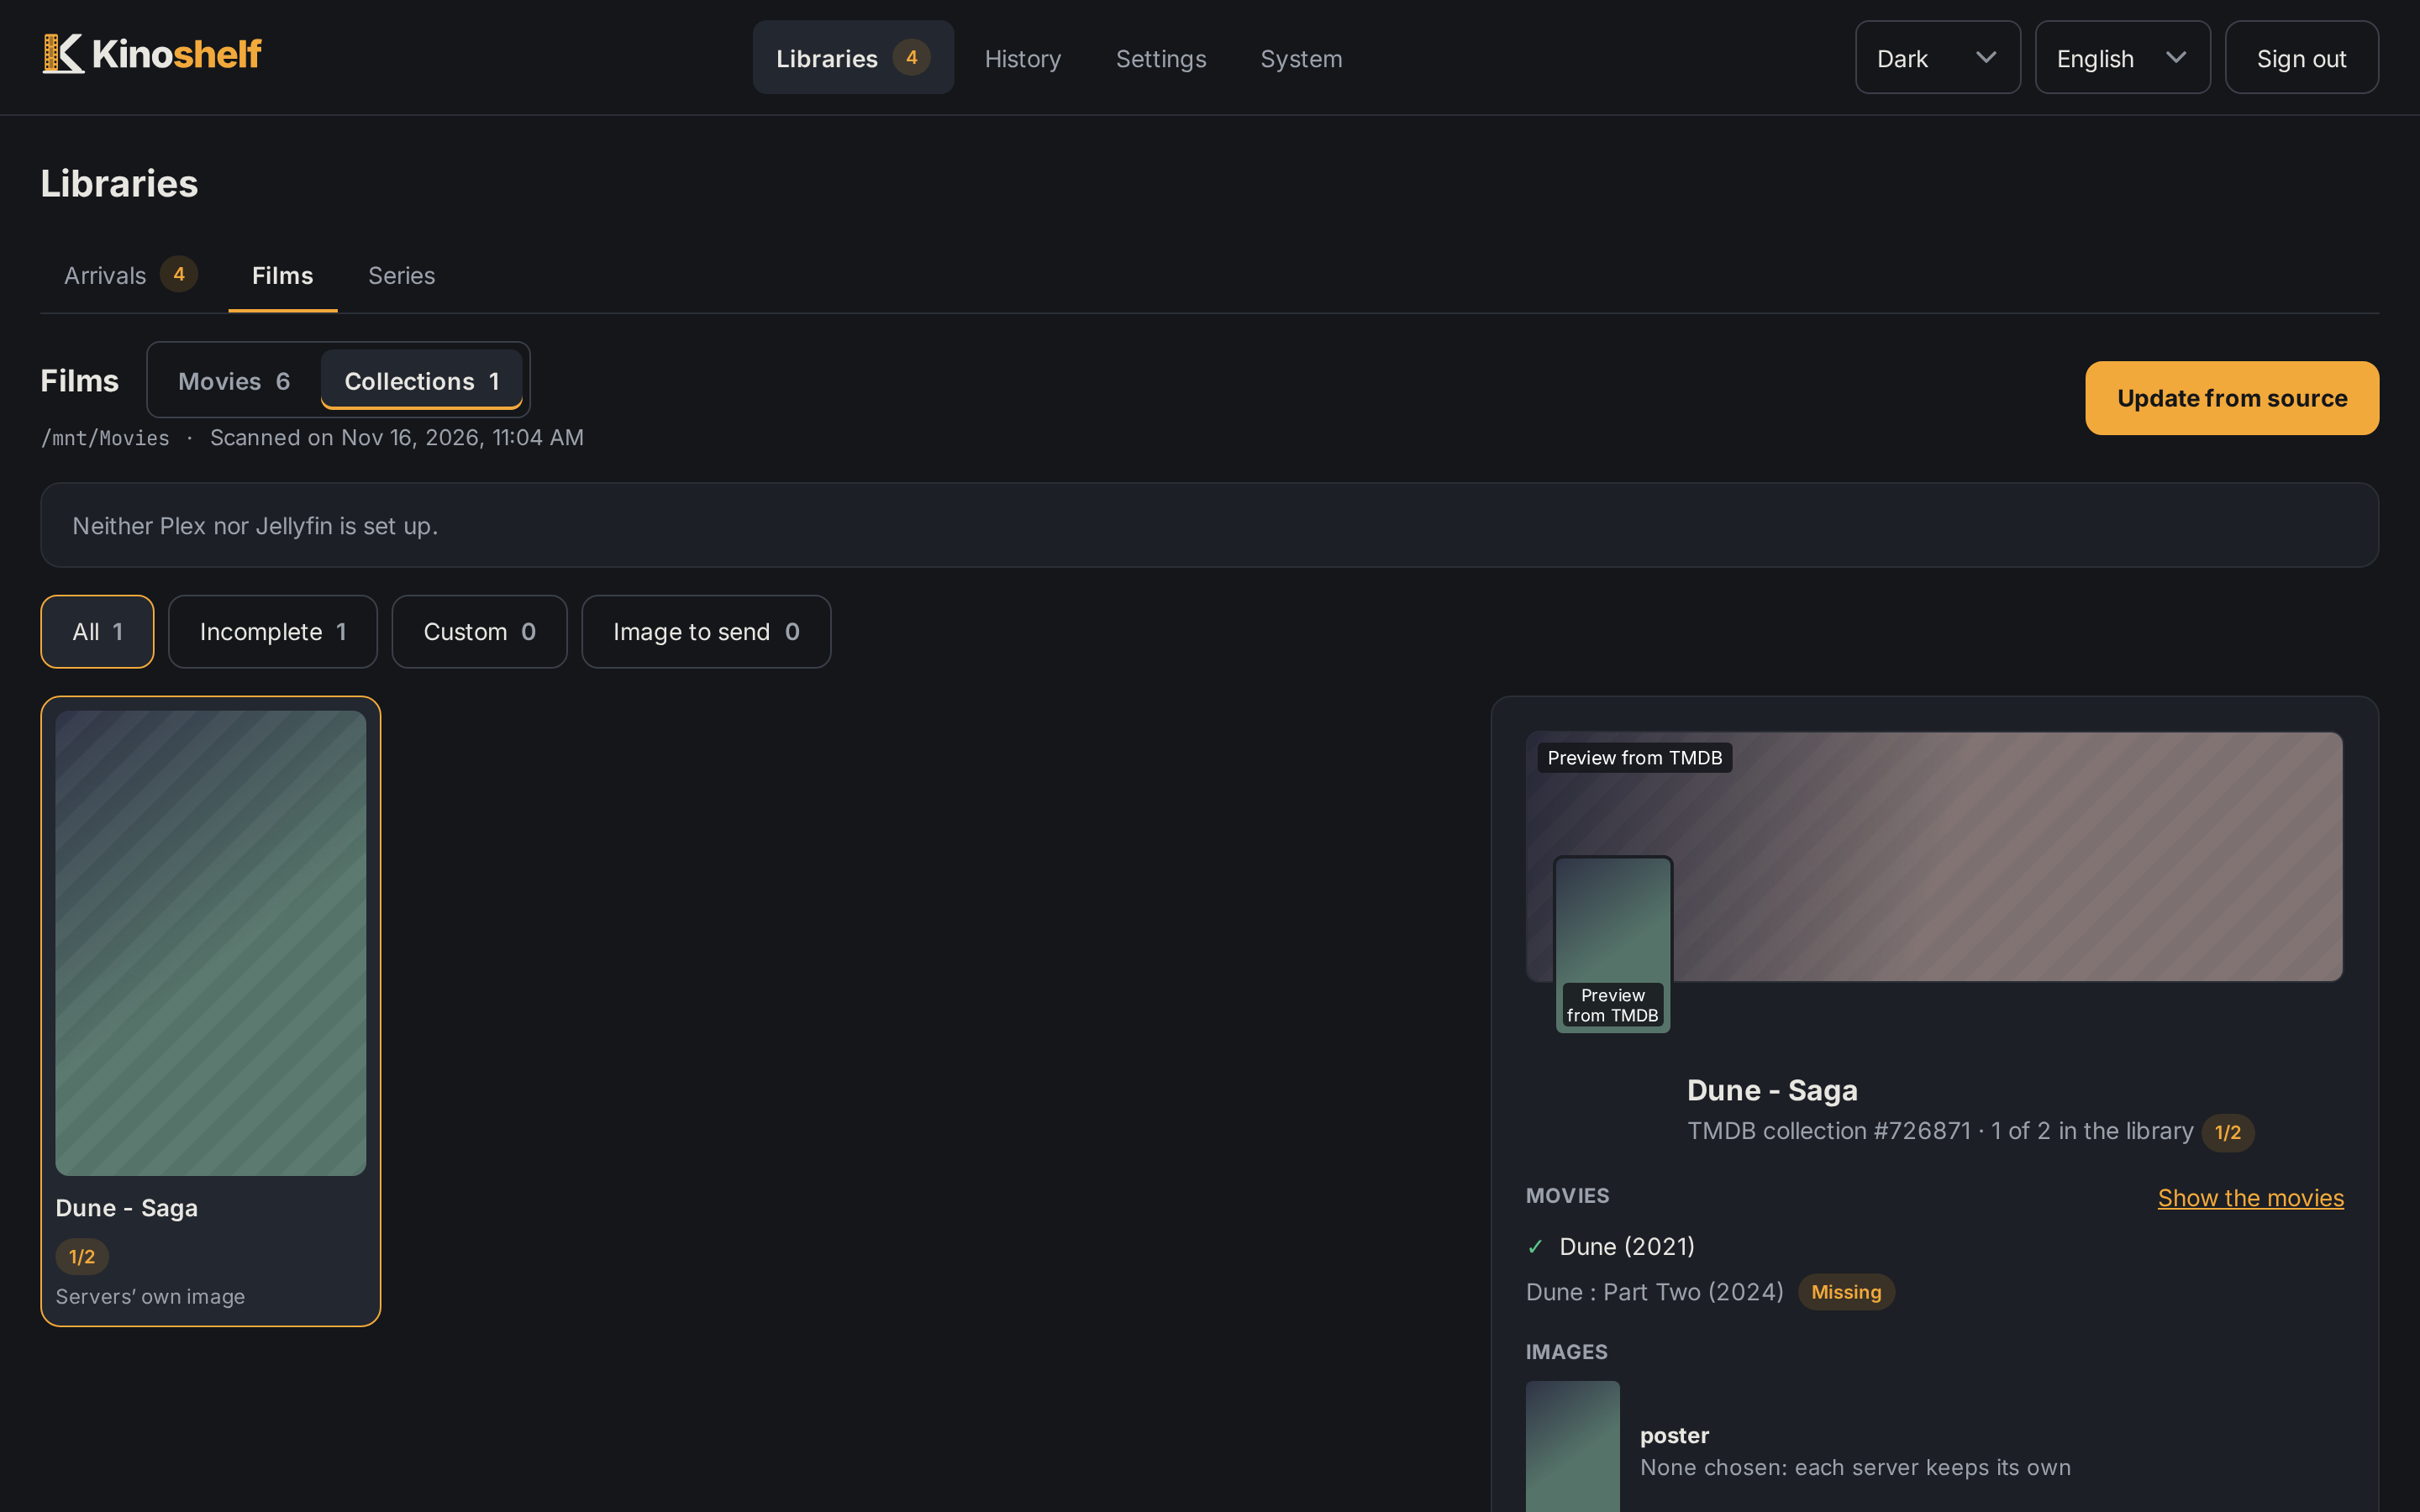 Kinoshelf
Libraries 4
History
Settings
System
Dark
English
Sign out
Libraries
Arrivals 4
Films
Series
Films
Movies 6
Collections 1
Update from source
/mnt/Movies · Scanned on Nov 16, 2026, 11:04 AM
Neither Plex nor Jellyfin is set up.
All 1
Incomplete 1
Custom 0
Image to send 0
Dune - Saga
1/2
Servers’ own image
Preview from TMDB
Preview
from TMDB
Dune - Saga
TMDB collection #726871 · 1 of 2 in the library 1/2
MOVIES
Show the movies
✓ Dune (2021)
Dune : Part Two (2024) Missing
IMAGES
poster
None chosen: each server keeps its own